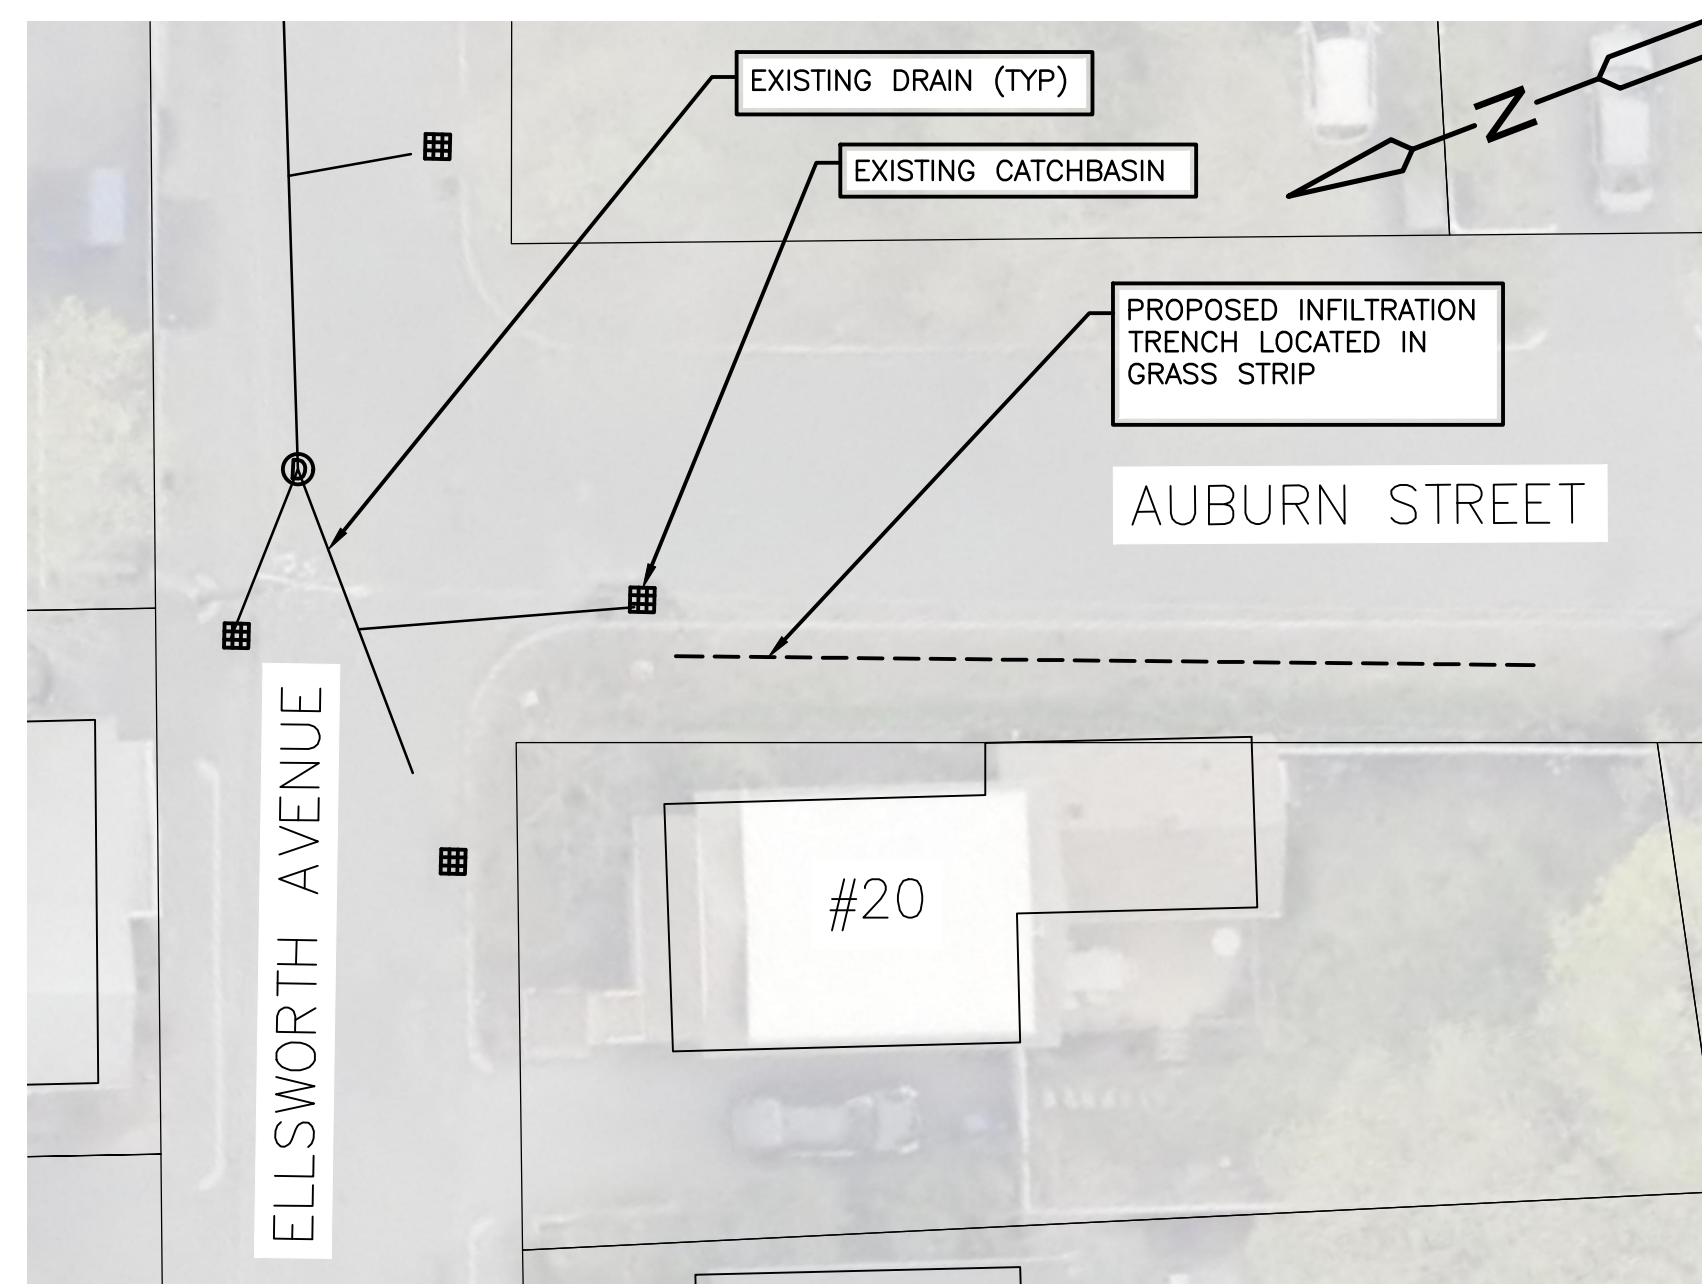 EXISTING DRAIN (TYP)
EXISTING CATCHBASIN
N
PROPOSED INFILTRATION
TRENCH LOCATED IN
GRASS STRIP
AUBURN STREET
D
ELLSWORTH AVENUE
#20